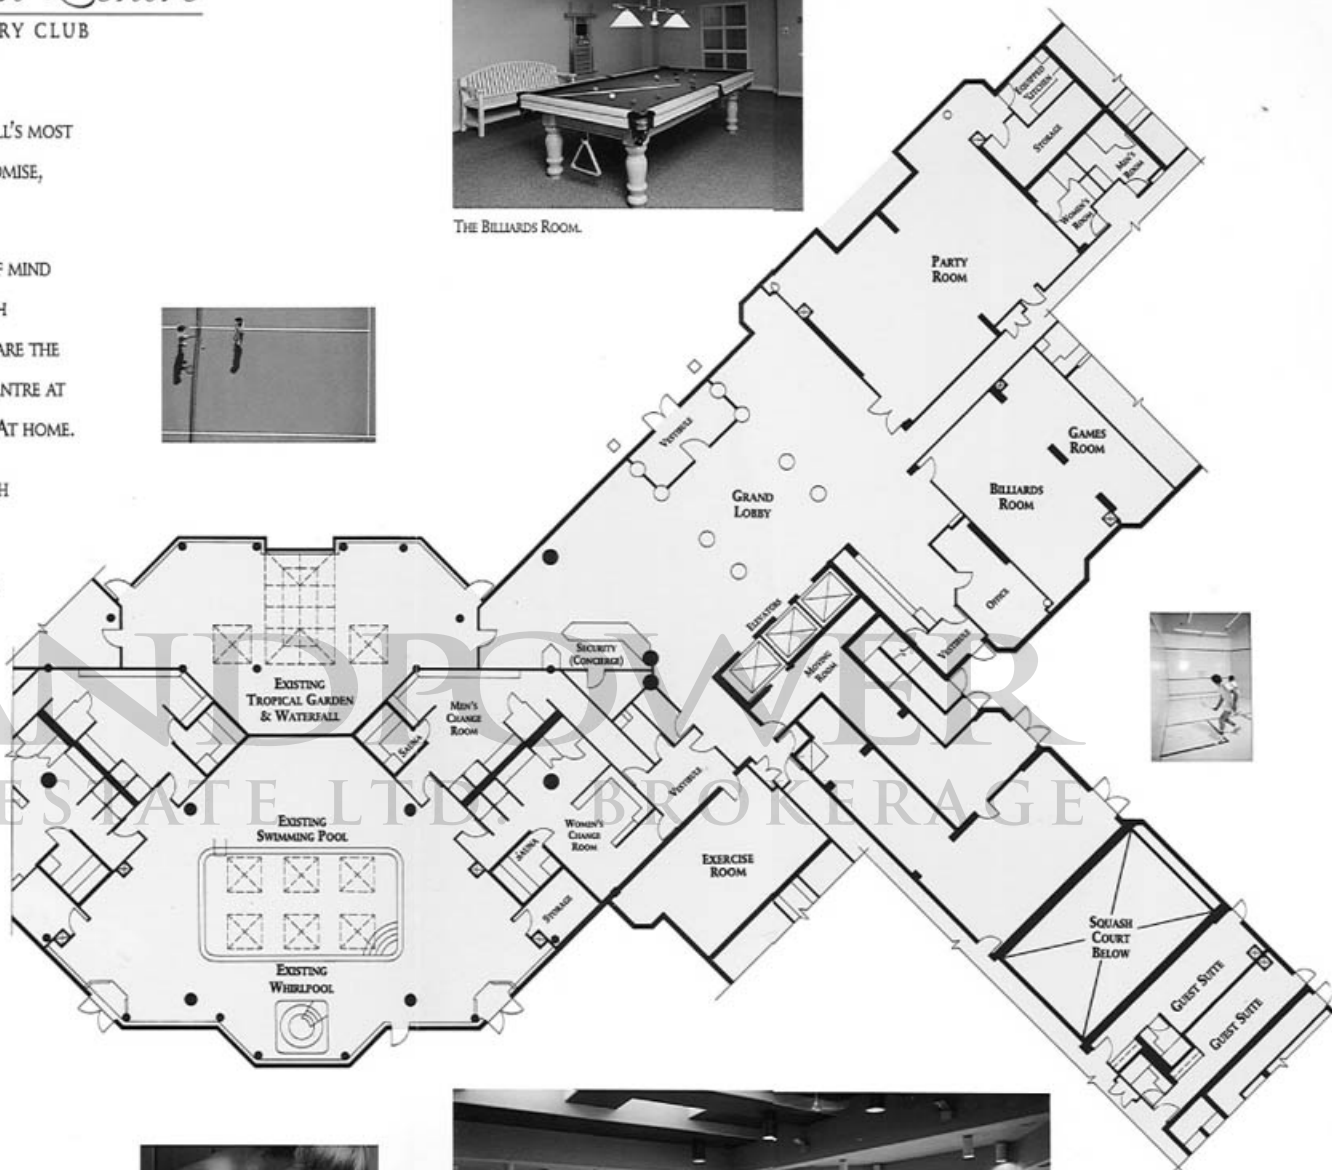 RY CLUB
L'S MOST
OMISE,
F MIND
H
ARE THE
NTRE AT
AT HOME.
H
THE BILLIARDS ROOM.
EQUIPPED
KITCHEN
STORAGE
MEN'S
ROOM
WOMEN'S
ROOM
PARTY
ROOM
GAMES
ROOM
BILLIARDS
ROOM
VESTIBULE
GRAND
LOBBY
OFFICE
ELEVATORS
VESTIBULE
MOVING
ROOM
SECURITY
(CONCIERGE)
EXISTING
TROPICAL GARDEN
& WATERFALL
MEN'S
CHANGE
ROOM
SAUNA
VESTIBULE
EXISTING
SWIMMING POOL
WOMEN'S
CHANGE
ROOM
SAUNA
STORAGE
EXERCISE
ROOM
EXISTING
WHIRLPOOL
SQUASH
COURT
BELOW
GUEST SUITE
GUEST SUITE
ANDPOWER
ESTATE LTD. BROKERAGE